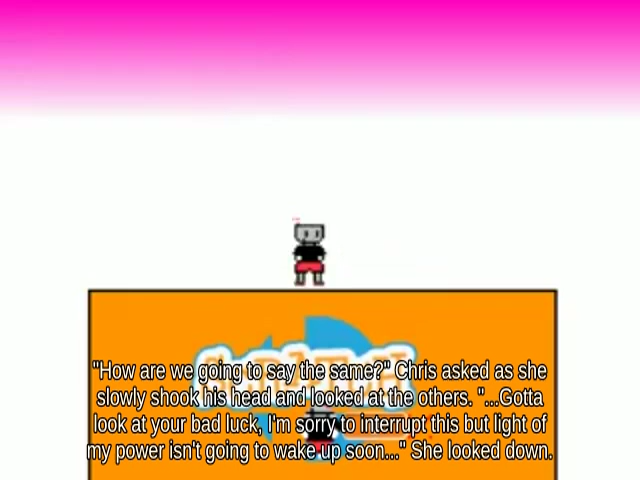 "How are we going to say the same?" Chris asked as she
slowly shook his head and looked at the others. "...Gotta
look at your bad luck, I'm sorry to interrupt this but light of
my power isn't going to wake up soon..." She looked down.